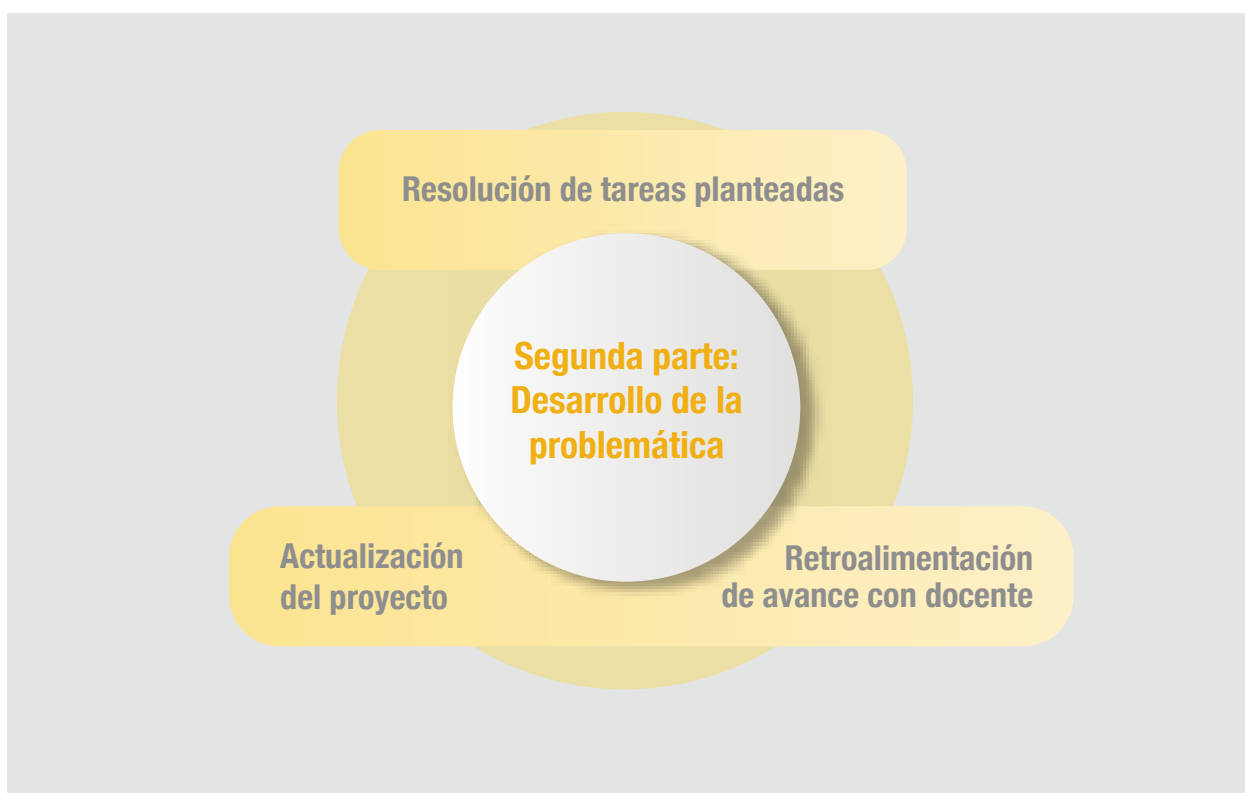 Resolución de tareas planteadas
Segunda parte:
Desarrollo de la
problemática
Actualización
del proyecto
Retroalimentación
de avance con docente